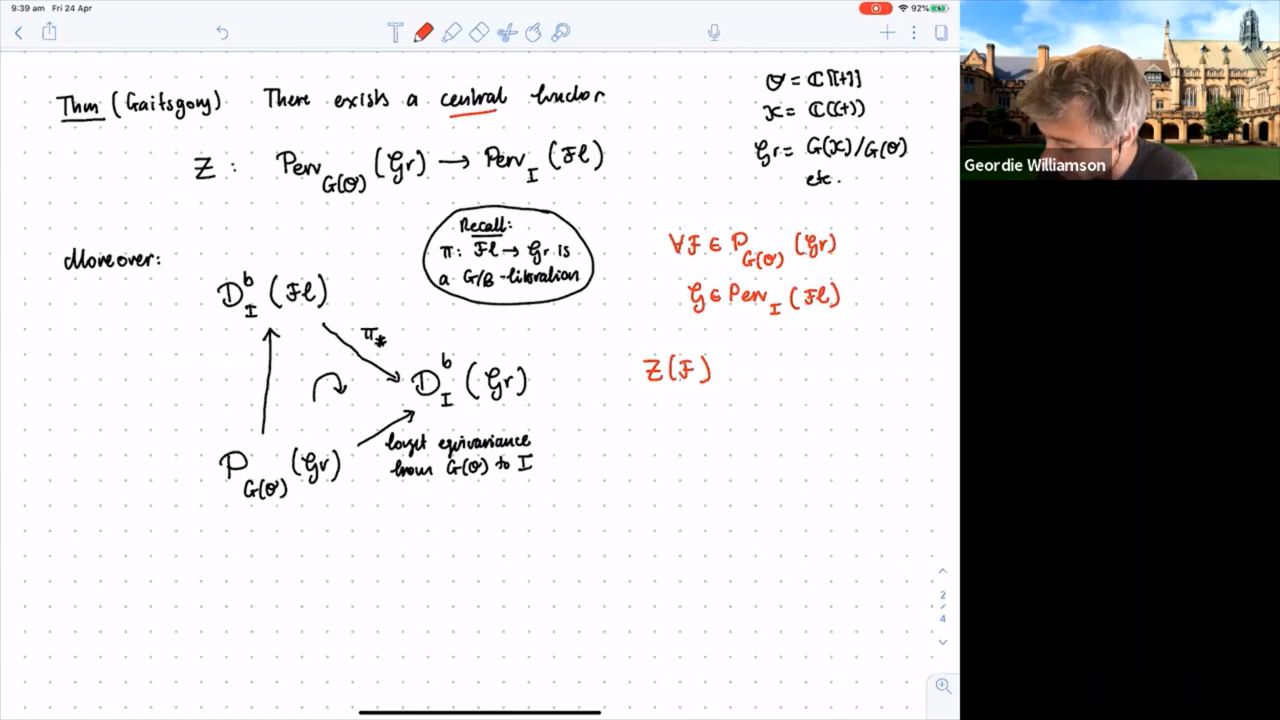 9:39 am Fri 24 Apr
92%
Thm (Gaitsgory) There exists a central functor
Z : Perv_{G(O)} (Gr) → Perv_I (Fl)
O = ℂ[[t]]
K = ℂ((t))
Gr = G(K)/G(O)
etc.
Moreover:
Recall:
π: Fl → Gr is
a G/B-fibration
D^b_I (Fl)
π_*
D^b_I (Gr)
P_{G(O)} (Gr)
forget equivariance
from G(O) to I
∀F ∈ P_{G(O)} (Gr)
G ∈ Perv_I (Fl)
Z(F)
Geordie Williamson
2
/
4